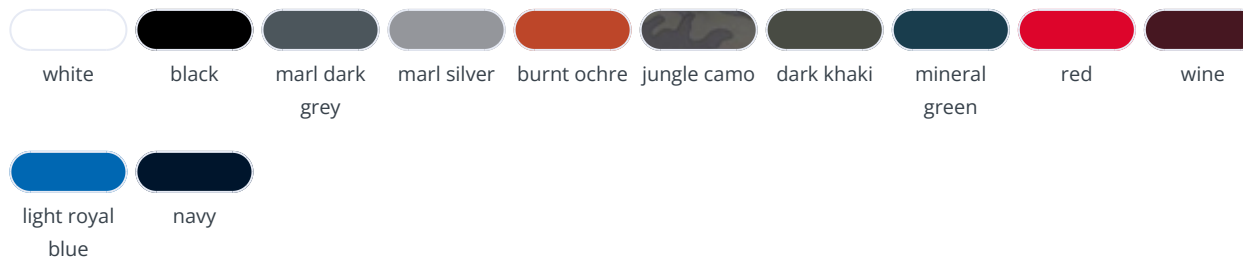 white black marl dark marl silver burnt ochre jungle camo dark khaki mineral red wine
grey green
light royal navy
blue